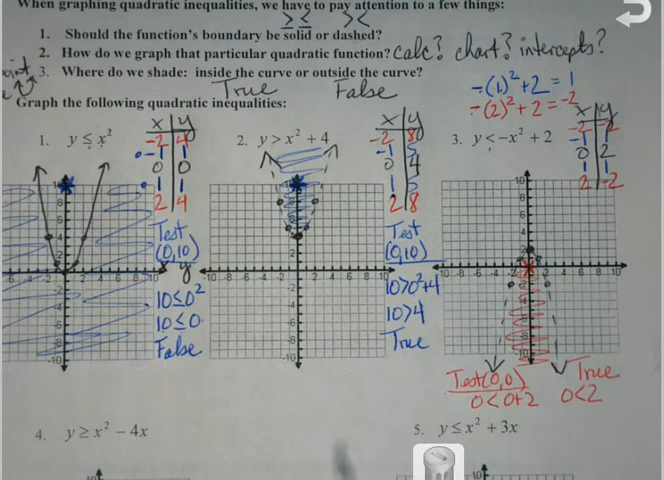 When graphing quadratic inequalities, we have to pay attention to a few things:
≥ ≤ > <
1. Should the function's boundary be solid or dashed?
2. How do we graph that particular quadratic function? calc? chart? intercepts?
3. Where do we shade: inside the curve or outside the curve?
True False
Graph the following quadratic inequalities:
-(1)² + 2 = 1
-(2)² + 2 = -2
1. y ≤ x²
x y
-2 4
-1 1
0 0
1 1
2 4
Test
(0,10)
10 ≤ 0²
10 ≤ 0
False
2. y > x² + 4
x y
-2 8
-1 5
0 4
1 5
2 8
Test
(0,10)
10 > 0² + 4
10 > 4
True
3. y < -x² + 2
x y
-2 -2
-1 1
0 2
1 1
2 -2
Test (0,0)
0 < 0 + 2
True
0 < 2
4. y ≥ x² - 4x
5. y ≤ x² + 3x